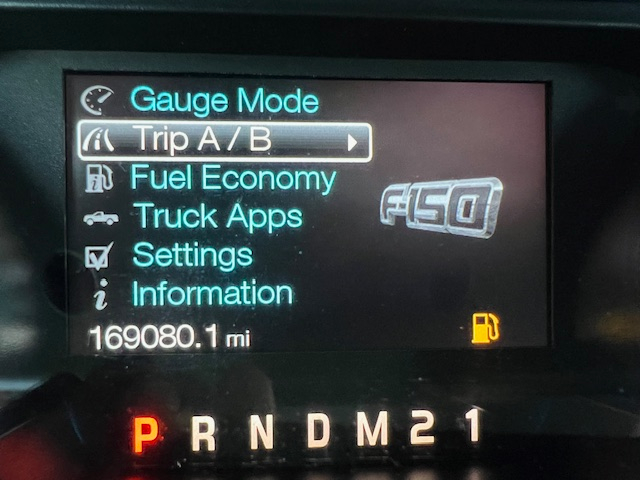 Gauge Mode
Trip A / B
Fuel Economy
F-150
Truck Apps
Settings
Information
169080.1 mi
P R N D M 2 1